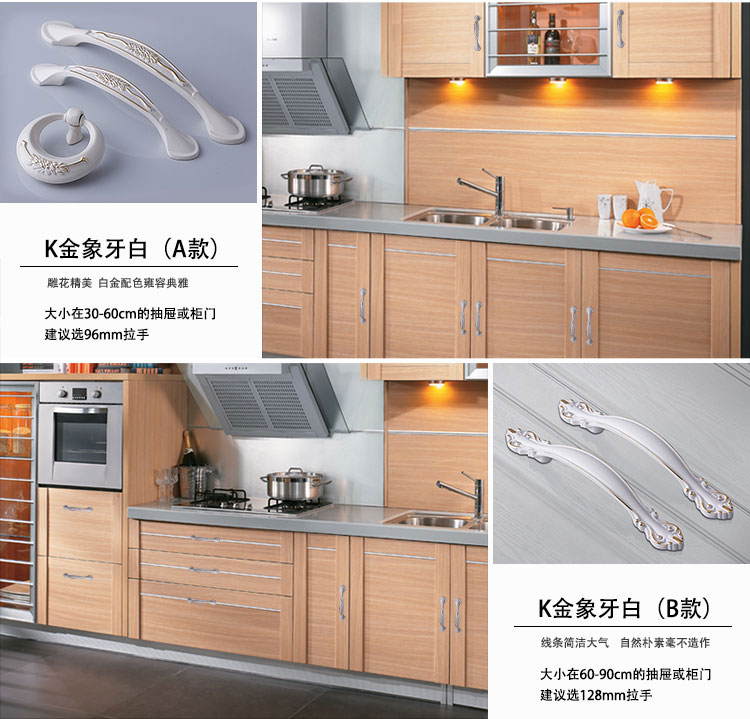 K金象牙白（A款）
雕花精美 白金配色雍容典雅
大小在30-60cm的抽屉或柜门
建议选96mm拉手
K金象牙白（B款）
线条简洁大气 自然朴素毫不造作
大小在60-90cm的抽屉或柜门
建议选128mm拉手